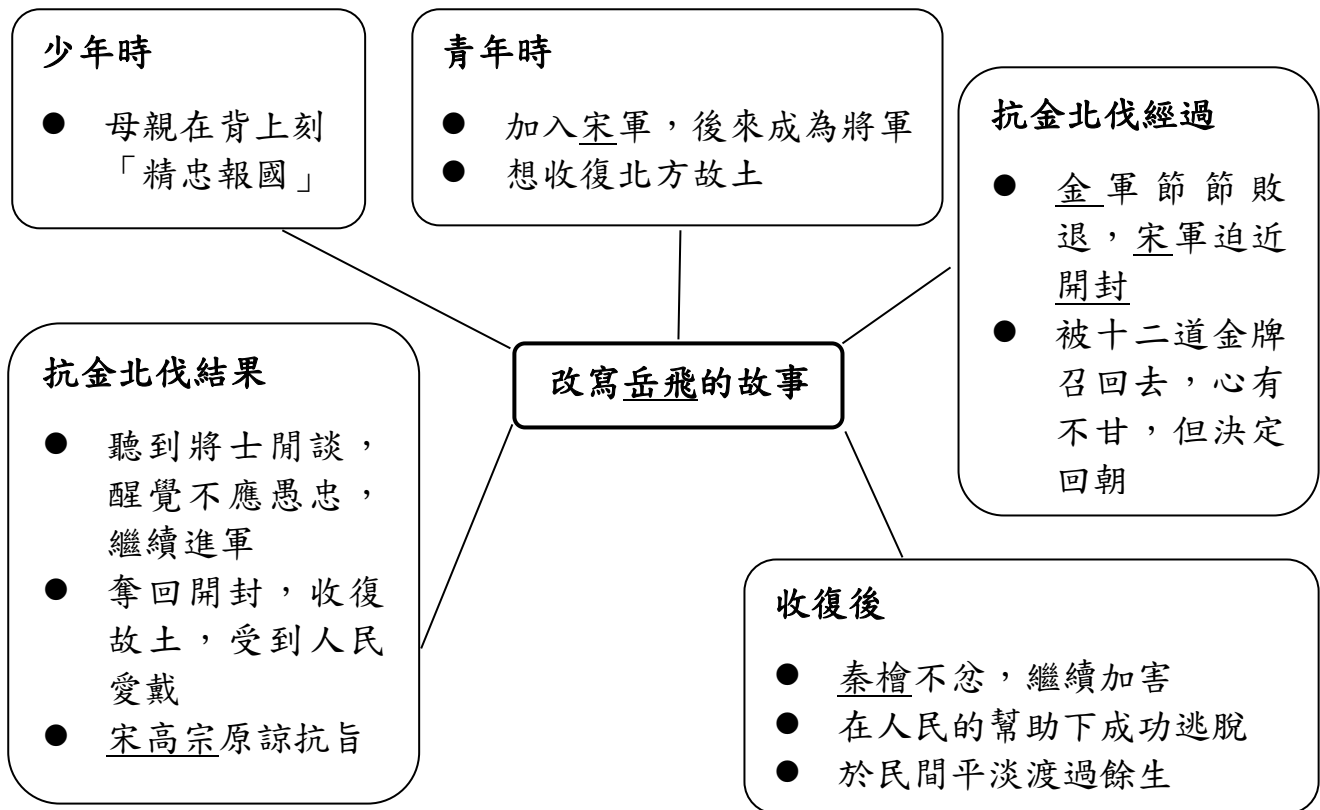 少年時
● 母親在背上刻
「精忠報國」
青年時
● 加入宋軍，後來成為將軍
● 想收復北方故土
抗金北伐經過
● 金軍節節敗
退，宋軍迫近
開封
● 被十二道金牌
召回去，心有
不甘，但決定
回朝
改寫岳飛的故事
抗金北伐結果
● 聽到將士閒談，
醒覺不應愚忠，
繼續進軍
● 奪回開封，收復
故土，受到人民
愛戴
● 宋高宗原諒抗旨
收復後
● 秦檜不忿，繼續加害
● 在人民的幫助下成功逃脫
● 於民間平淡渡過餘生